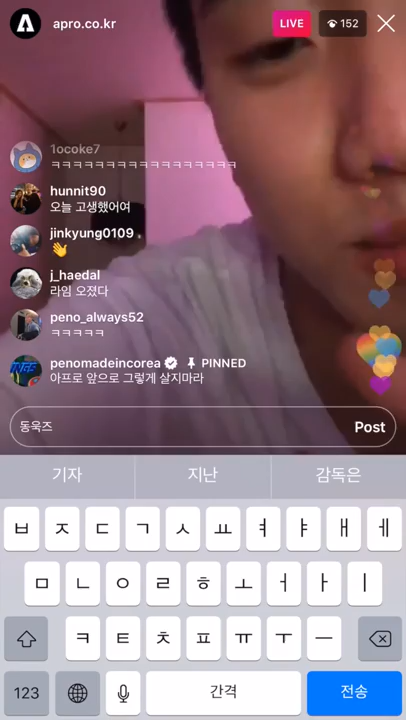 apro.co.kr
LIVE
152
1ocoke7
ㅋㅋㅋㅋㅋㅋㅋㅋㅋㅋㅋㅋㅋㅋㅋㅋㅋ
hunnit90
오늘 고생했어여
jinkyung0109
j_haedal
라임 오졌다
peno_always52
ㅋㅋㅋㅋㅋ
penomadeincorea PINNED
아프로 앞으로 그렇게 살지마라
동욱즈 Post
기자 지난 감독은
ㅂ ㅈ ㄷ ㄱ ㅅ ㅛ ㅕ ㅑ ㅐ ㅔ
ㅁ ㄴ ㅇ ㄹ ㅎ ㅗ ㅓ ㅏ ㅣ
ㅋ ㅌ ㅊ ㅍ ㅠ ㅜ ㅡ
123 간격 전송